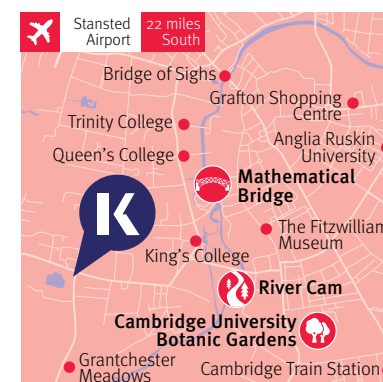 Stansted
Airport
22 miles
South
Bridge of Sighs
Grafton Shopping
Centre
Trinity College
Anglia Ruskin
University
Queen's College
Mathematical
Bridge
K
The Fitzwilliam
Museum
King's College
River Cam
Cambridge University
Botanic Gardens
Grantchester
Meadows
Cambridge Train Station